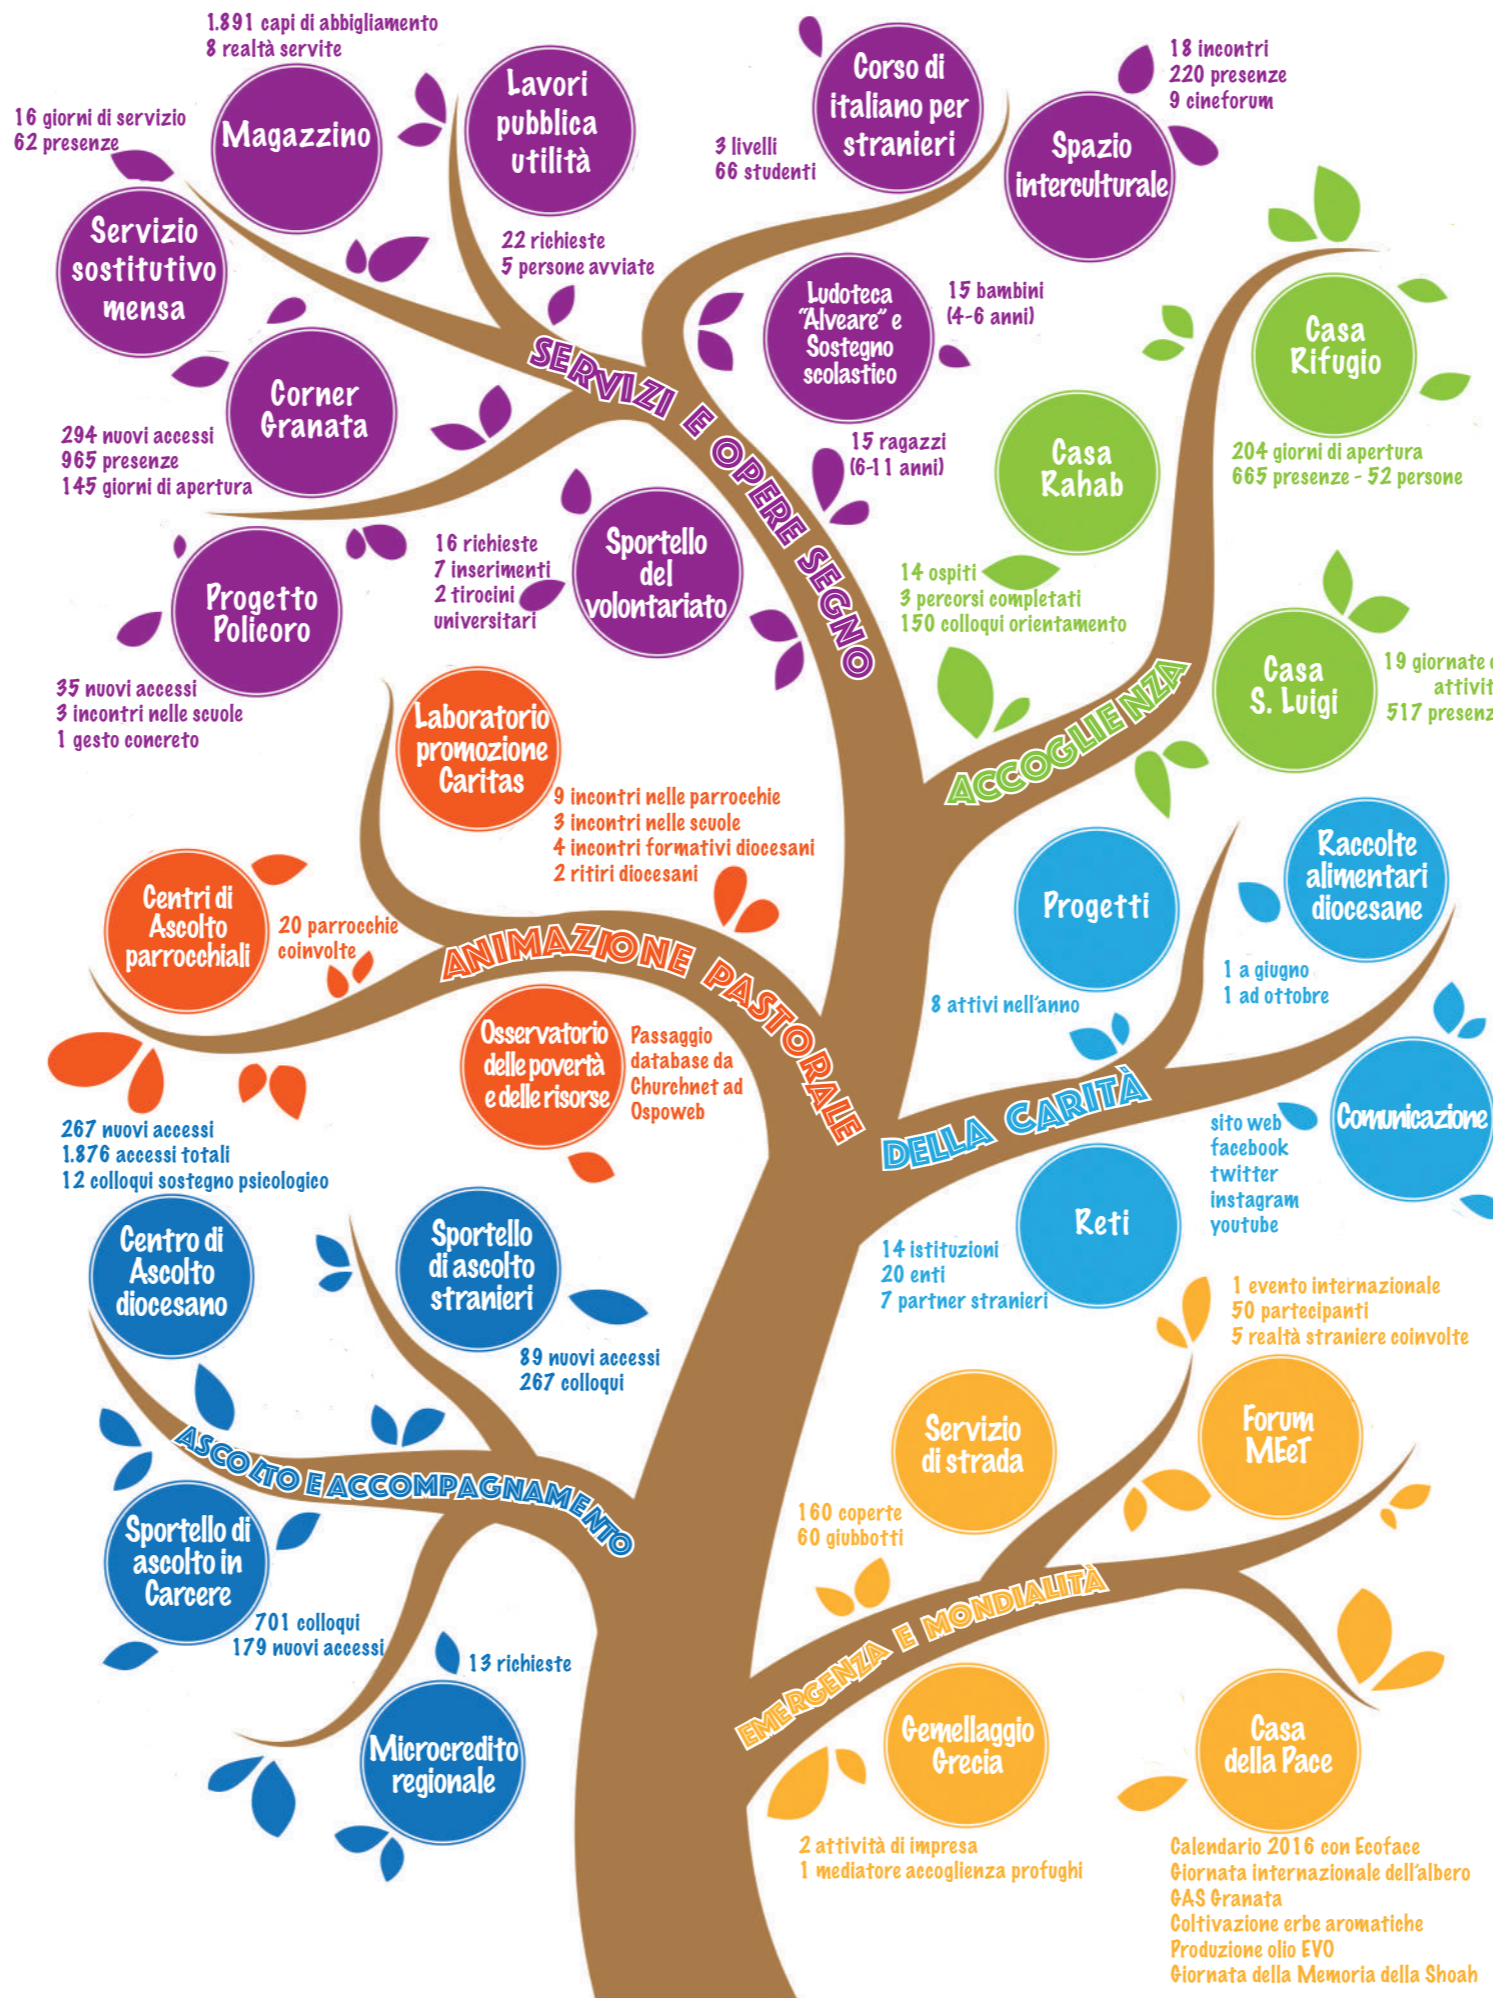 1.891 capi di abbigliamento
8 realtà servite
Magazzino
Lavori
pubblica
utilità
22 richieste
5 persone avviate
16 giorni di servizio
62 presenze
Servizio
sostitutivo
mensa
Corner
Granata
294 nuovi accessi
965 presenze
145 giorni di apertura
Progetto
Policoro
35 nuovi accessi
3 incontri nelle scuole
1 gesto concreto
16 richieste
7 inserimenti
2 tirocini
universitari
Sportello
del
volontariato
Corso di
italiano per
stranieri
3 livelli
66 studenti
18 incontri
220 presenze
9 cineforum
Spazio
interculturale
Ludoteca
"Alveare" e
Sostegno
scolastico
15 bambini
(4-6 anni)
15 ragazzi
(6-11 anni)
SERVIZI E OPERE SEGNO
Casa
Rifugio
204 giorni di apertura
665 presenze - 52 persone
Casa
Rahab
14 ospiti
3 percorsi completati
150 colloqui orientamento
Casa
S. Luigi
19 giornate
attivit
517 presenz
ACCOGLIENZA
Laboratorio
promozione
Caritas
9 incontri nelle parrocchie
3 incontri nelle scuole
4 incontri formativi diocesani
2 ritiri diocesani
Centri di
Ascolto
parrocchiali
20 parrocchie
coinvolte
Osservatorio
delle povertà
e delle risorse
Passaggio
database da
Churchnet ad
Ospoweb
ANIMAZIONE PASTORALE
DELLA CARITÀ
Progetti
8 attivi nell'anno
Raccolte
alimentari
diocesane
1 a giugno
1 ad ottobre
Comunicazione
sito web
facebook
twitter
instagram
youtube
Reti
14 istituzioni
20 enti
7 partner stranieri
267 nuovi accessi
1.876 accessi totali
12 colloqui sostegno psicologico
Centro di
Ascolto
diocesano
Sportello
di ascolto
stranieri
89 nuovi accessi
267 colloqui
ASCOLTO E ACCOMPAGNAMENTO
Sportello di
ascolto in
Carcere
701 colloqui
179 nuovi accessi
13 richieste
Microcredito
regionale
1 evento internazionale
50 partecipanti
5 realtà straniere coinvolte
Forum
MEeT
Servizio
di strada
160 coperte
60 giubbotti
EMERGENZA E MONDIALITÀ
Gemellaggio
Grecia
2 attività di impresa
1 mediatore accoglienza profughi
Casa
della Pace
Calendario 2016 con Ecoface
Giornata internazionale dell'albero
GAS Granata
Coltivazione erbe aromatiche
Produzione olio EVO
Giornata della Memoria della Shoah